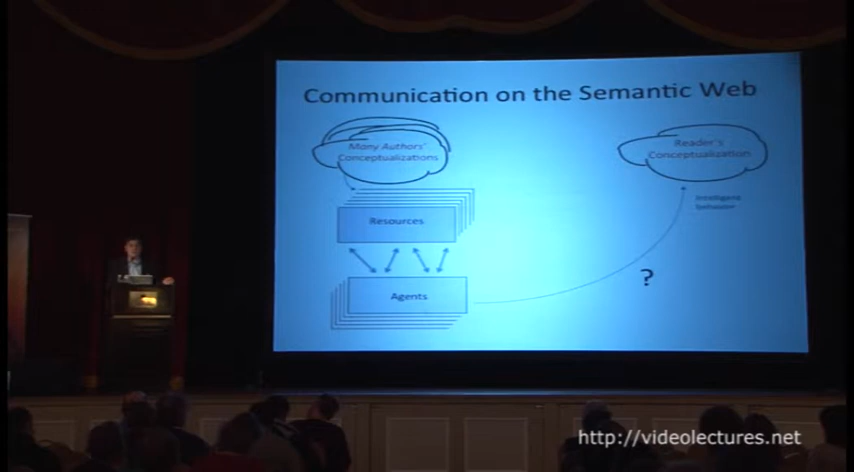 Communication on the Semantic Web
Many Authors'
Conceptualizations
Reader's
Conceptualization
Intelligent
behavior
Resources
?
Agents
http://videolectures.net